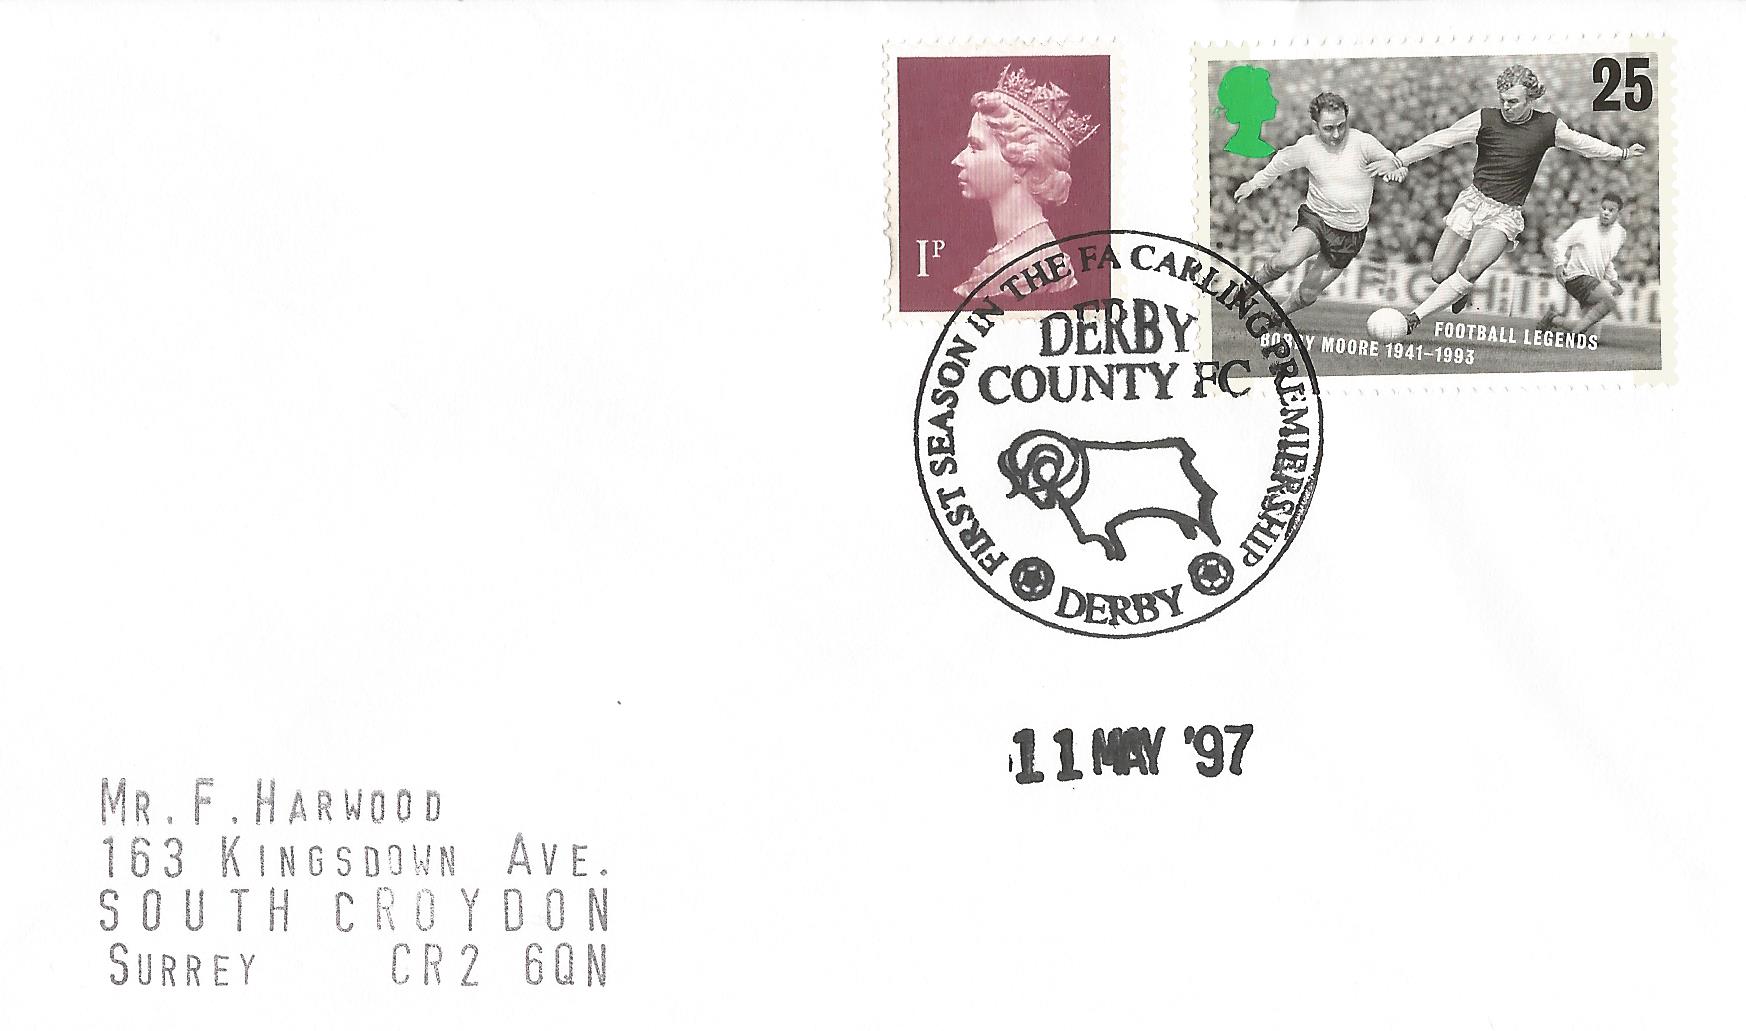 1P
25
FOOTBALL LEGENDS
BOBBY MOORE 1941-1993
FIRST SEASON IN THE FA CARLING PREMIERSHIP
DERBY
COUNTY FC
DERBY
11 MAY '97
MR. F. HARWOOD
163 KINGSDOWN AVE.
SOUTH CROYDON
SURREY CR2 6QN